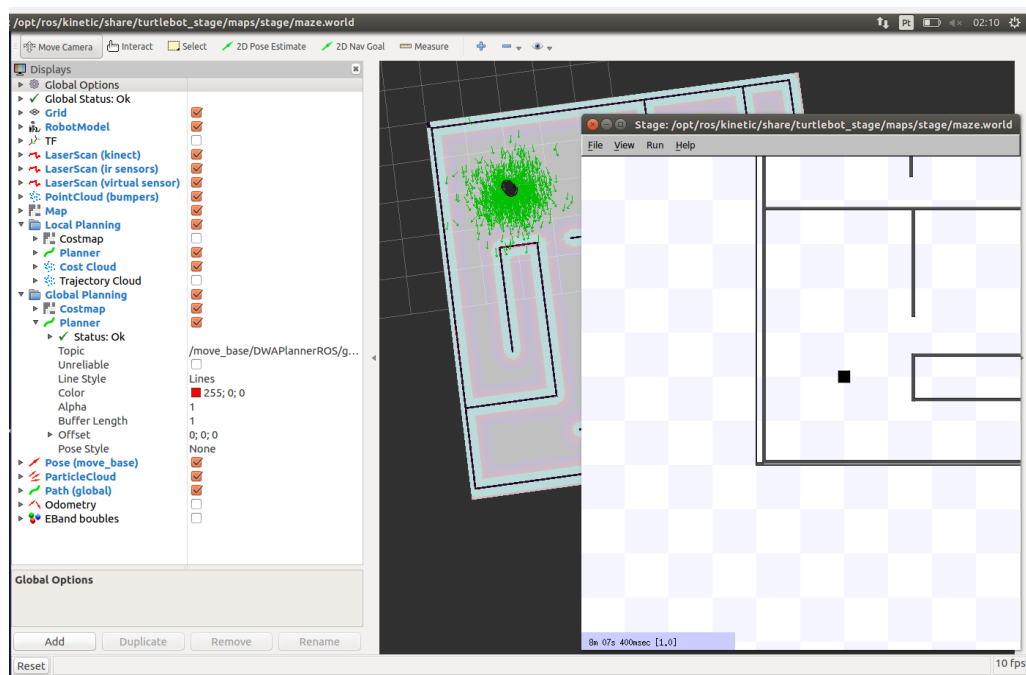 /opt/ros/kinetic/share/turtlebot_stage/maps/stage/maze.world
Pt
02:10
Move Camera Interact Select 2D Pose Estimate 2D Nav Goal Measure
Displays
Global Options
Global Status: Ok
Grid
RobotModel
TF
LaserScan (kinect)
LaserScan (ir sensors)
LaserScan (virtual sensor)
PointCloud (bumpers)
Map
Local Planning
Costmap
Planner
Cost Cloud
Trajectory Cloud
Global Planning
Costmap
Planner
Status: Ok
Topic /move_base/DWAPlannerROS/g...
Unreliable
Line Style Lines
Color 255; 0; 0
Alpha 1
Buffer Length 1
Offset 0; 0; 0
Pose Style None
Pose (move_base)
ParticleCloud
Path (global)
Odometry
EBand boubles
Global Options
Add Duplicate Remove Rename
Reset
10 fps
Stage: /opt/ros/kinetic/share/turtlebot_stage/maps/stage/maze.world
File View Run Help
8m 07s 400msec [1.0]